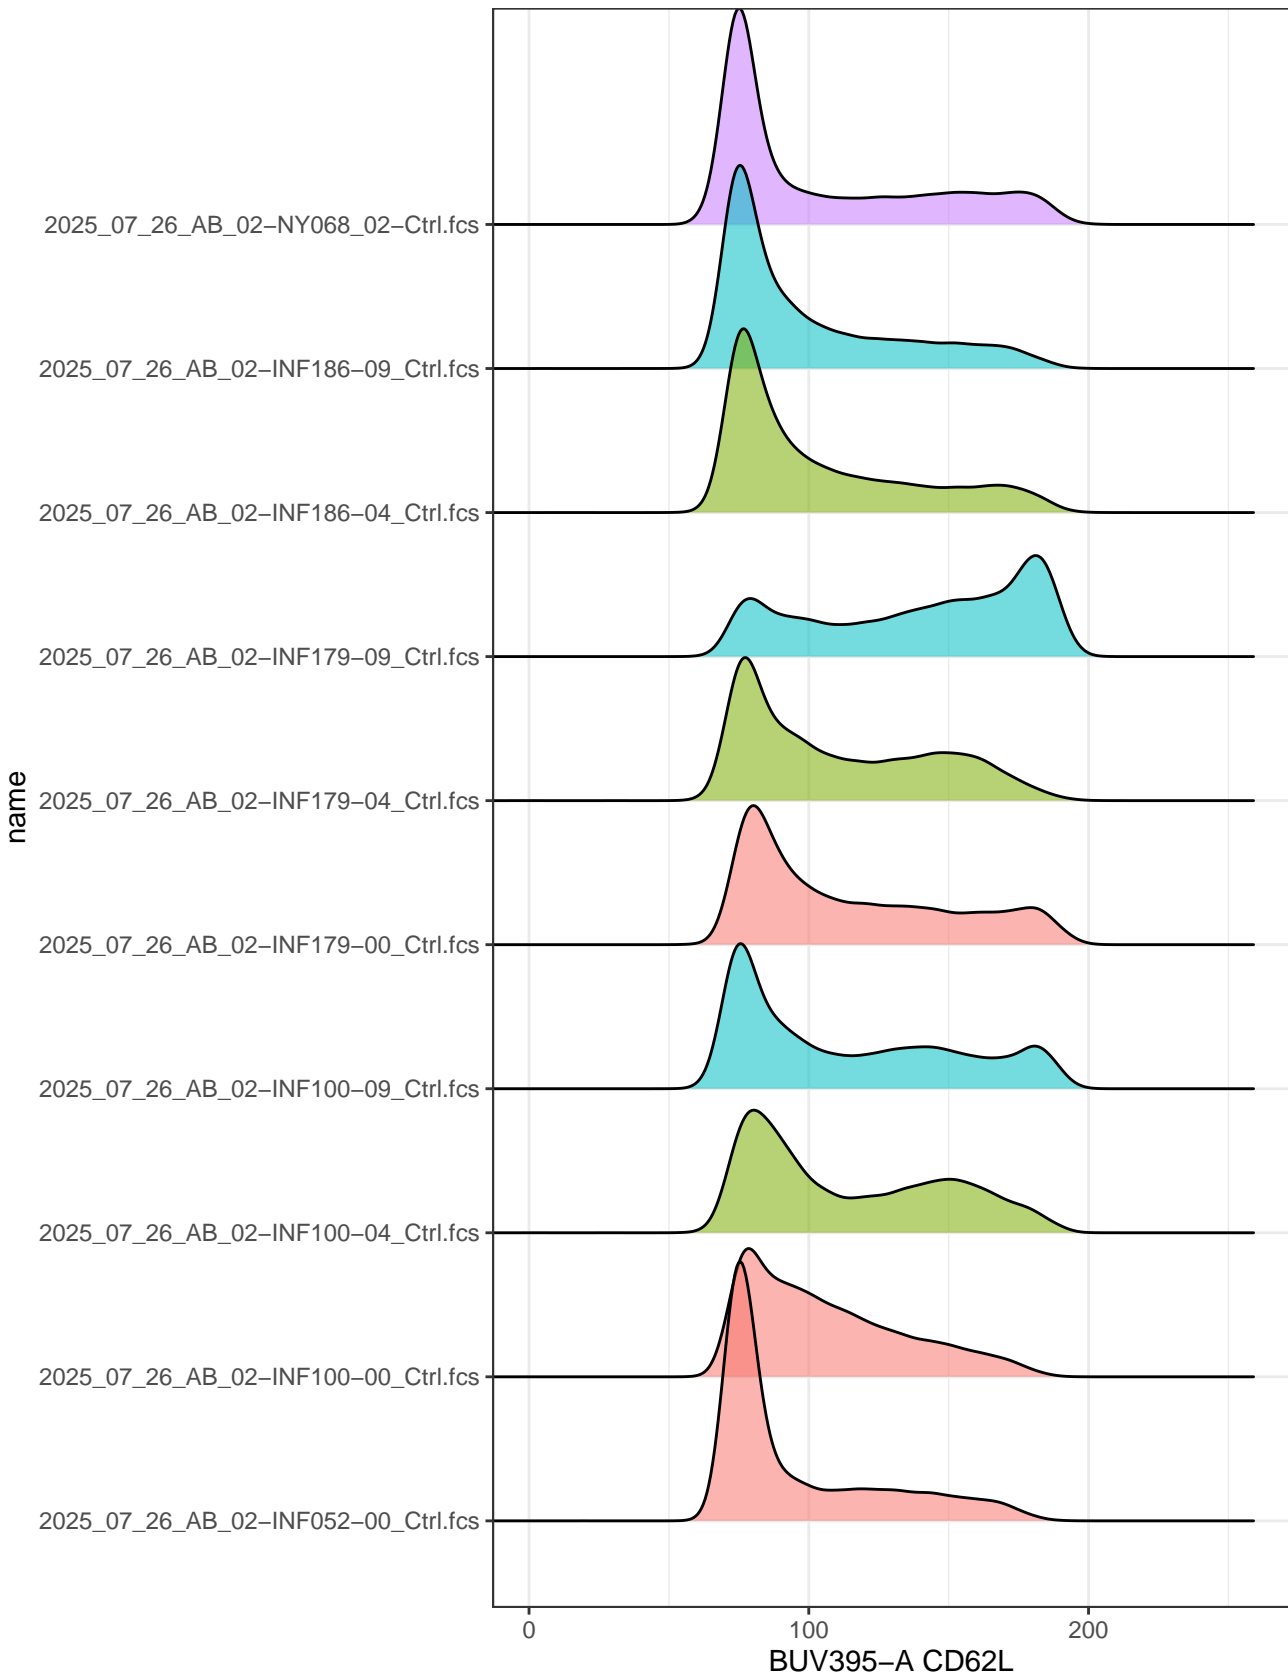 name
2025_07_26_AB_02−NY068_02−Ctrl.fcs
2025_07_26_AB_02−INF186−09_Ctrl.fcs
2025_07_26_AB_02−INF186−04_Ctrl.fcs
2025_07_26_AB_02−INF179−09_Ctrl.fcs
2025_07_26_AB_02−INF179−04_Ctrl.fcs
2025_07_26_AB_02−INF179−00_Ctrl.fcs
2025_07_26_AB_02−INF100−09_Ctrl.fcs
2025_07_26_AB_02−INF100−04_Ctrl.fcs
2025_07_26_AB_02−INF100−00_Ctrl.fcs
2025_07_26_AB_02−INF052−00_Ctrl.fcs
0 100 200
BUV395−A CD62L